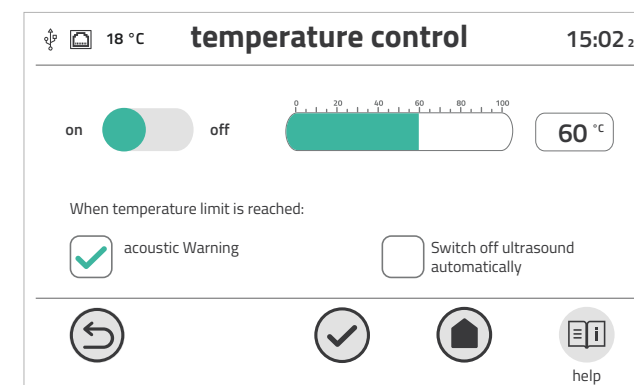 18 °C temperature control 15:02 2
0 20 40 60 80 100
on off 60 °C
When temperature limit is reached:
acoustic Warning Switch off ultrasound
automatically
help